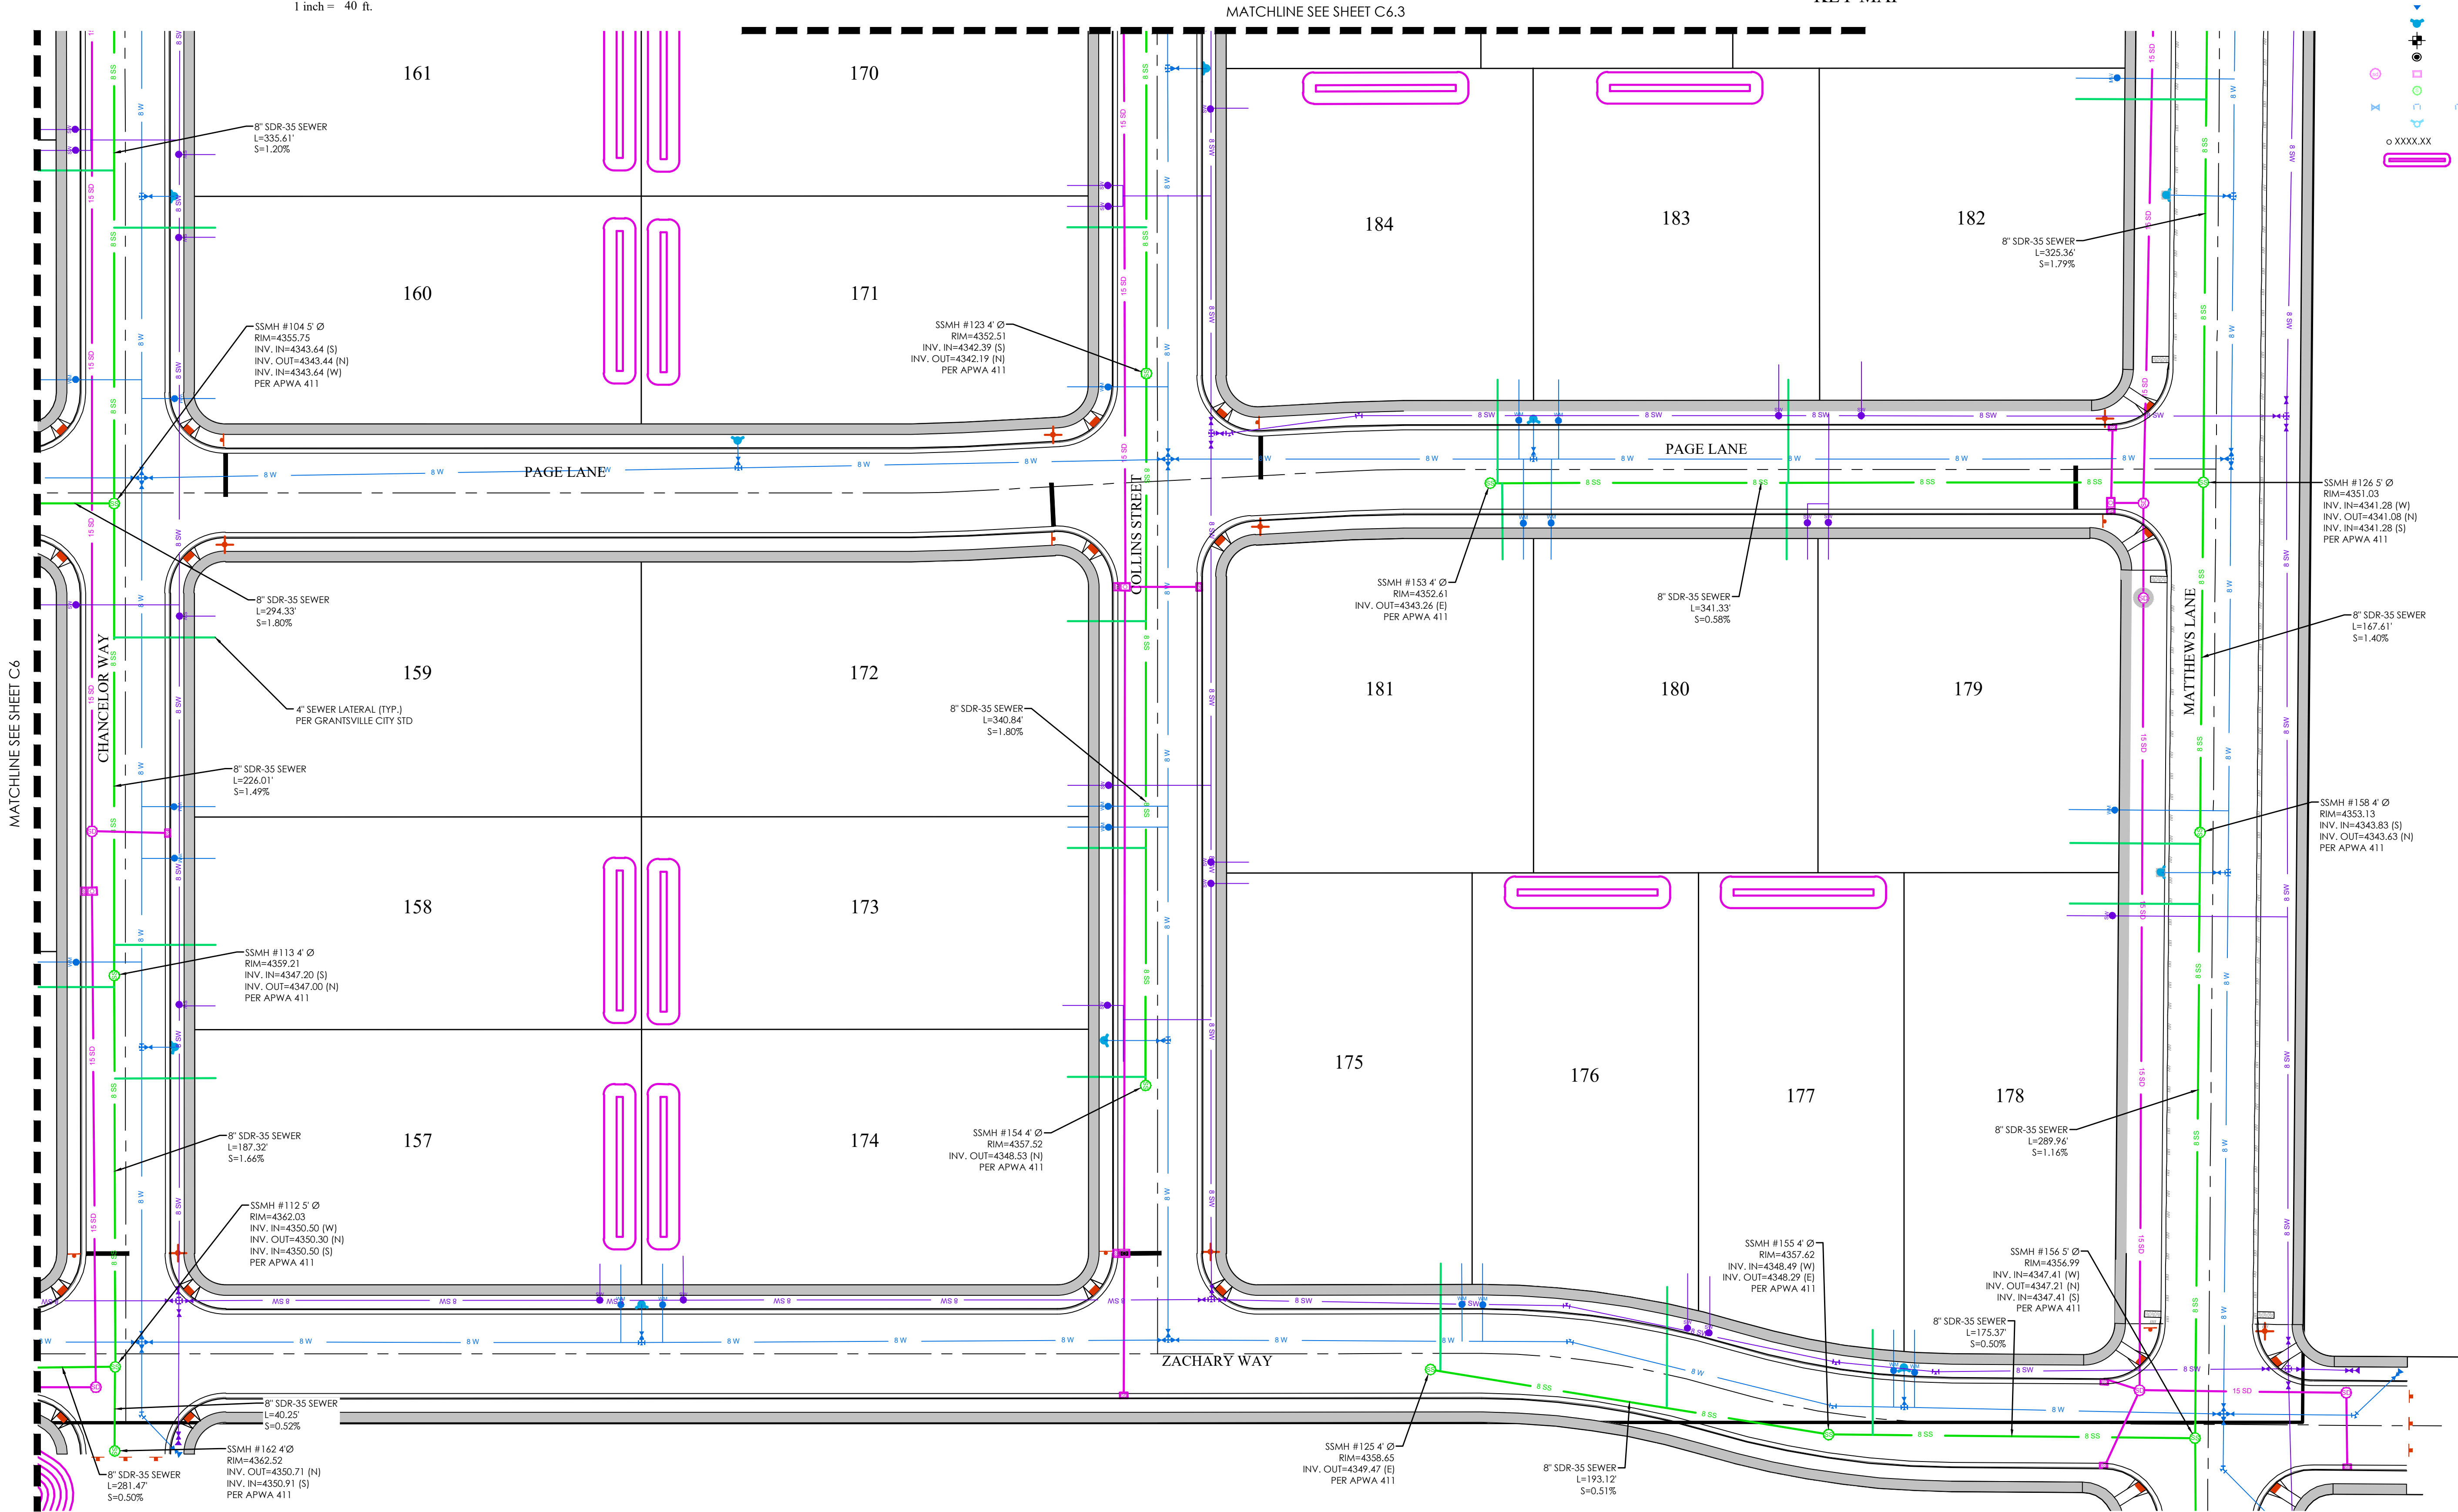 1 inch = 40 ft.
MATCHLINE SEE SHEET C6.3
MATCHLINE SEE SHEET C6
o XXXX.XX
161
170
160
171
184
183
182
159
172
181
180
179
158
173
157
174
175
176
177
178
8" SDR-35 SEWER
L=335.61'
S=1.20%
SSMH #104 5' Ø
RIM=4355.75
INV. IN=4343.64 (S)
INV. OUT=4343.44 (N)
INV. IN=4343.64 (W)
PER APWA 411
SSMH #123 4' Ø
RIM=4352.51
INV. IN=4342.39 (S)
INV. OUT=4342.19 (N)
PER APWA 411
8" SDR-35 SEWER
L=325.36'
S=1.79%
PAGE LANE
PAGE LANE
COLLINS STREET
CHANCELOR WAY
MATTHEWS LANE
ZACHARY WAY
SSMH #126 5' Ø
RIM=4351.03
INV. IN=4341.28 (W)
INV. OUT=4341.08 (N)
INV. IN=4341.28 (S)
PER APWA 411
8" SDR-35 SEWER
L=294.33'
S=1.80%
SSMH #153 4' Ø
RIM=4352.61
INV. OUT=4343.26 (E)
PER APWA 411
8" SDR-35 SEWER
L=341.33'
S=0.58%
8" SDR-35 SEWER
L=167.61'
S=1.40%
4" SEWER LATERAL (TYP.)
PER GRANTSVILLE CITY STD
8" SDR-35 SEWER
L=340.84'
S=1.80%
8" SDR-35 SEWER
L=226.01'
S=1.49%
SSMH #158 4' Ø
RIM=4353.13
INV. IN=4343.83 (S)
INV. OUT=4343.63 (N)
PER APWA 411
SSMH #113 4' Ø
RIM=4359.21
INV. IN=4347.20 (S)
INV. OUT=4347.00 (N)
PER APWA 411
8" SDR-35 SEWER
L=187.32'
S=1.66%
SSMH #154 4' Ø
RIM=4357.52
INV. OUT=4348.53 (N)
PER APWA 411
8" SDR-35 SEWER
L=289.96'
S=1.16%
SSMH #112 5' Ø
RIM=4362.03
INV. IN=4350.50 (W)
INV. OUT=4350.30 (N)
INV. IN=4350.50 (S)
PER APWA 411
SSMH #155 4' Ø
RIM=4357.62
INV. IN=4348.49 (W)
INV. OUT=4348.29 (E)
PER APWA 411
SSMH #156 5' Ø
RIM=4356.99
INV. IN=4347.41 (W)
INV. OUT=4347.21 (N)
INV. IN=4347.41 (S)
PER APWA 411
8" SDR-35 SEWER
L=175.37'
S=0.50%
8" SDR-35 SEWER
L=40.25'
S=0.52%
SSMH #162 4'Ø
RIM=4362.52
INV. OUT=4350.71 (N)
INV. IN=4350.91 (S)
PER APWA 411
8" SDR-35 SEWER
L=281.47'
S=0.50%
SSMH #125 4' Ø
RIM=4358.65
INV. OUT=4349.47 (E)
PER APWA 411
8" SDR-35 SEWER
L=193.12'
S=0.51%
8 SS
8 W
8 SW
15 SD